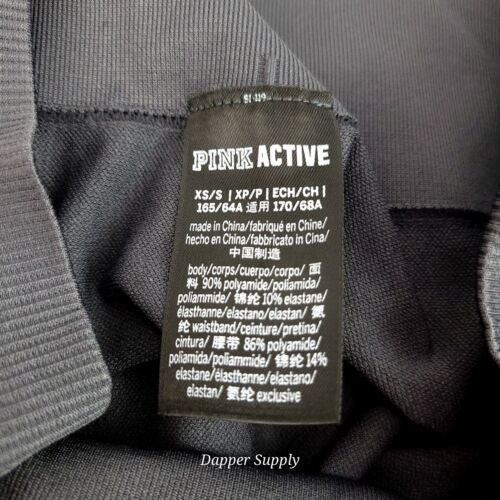 PINK ACTIVE
XS/S | XP/P | ECH/CH |
165/64A 适用 170/68A
made in China/fabriqué en Chine/
hecho en China/fabbricato in Cina/
中国制造
body/corps/cuerpo/corpo/ 面
料 90% polyamide/poliamida/
poliammide/ 锦纶 10% elastane/
élasthanne/elastano/elastan/ 氨
纶 waistband/ceinture/pretina/
cintura/ 腰带 86% polyamide/
poliamida/poliammide/ 锦纶 14%
elastane/élasthanne/elastano/
elastan/ 氨纶 exclusive
Dapper Supply